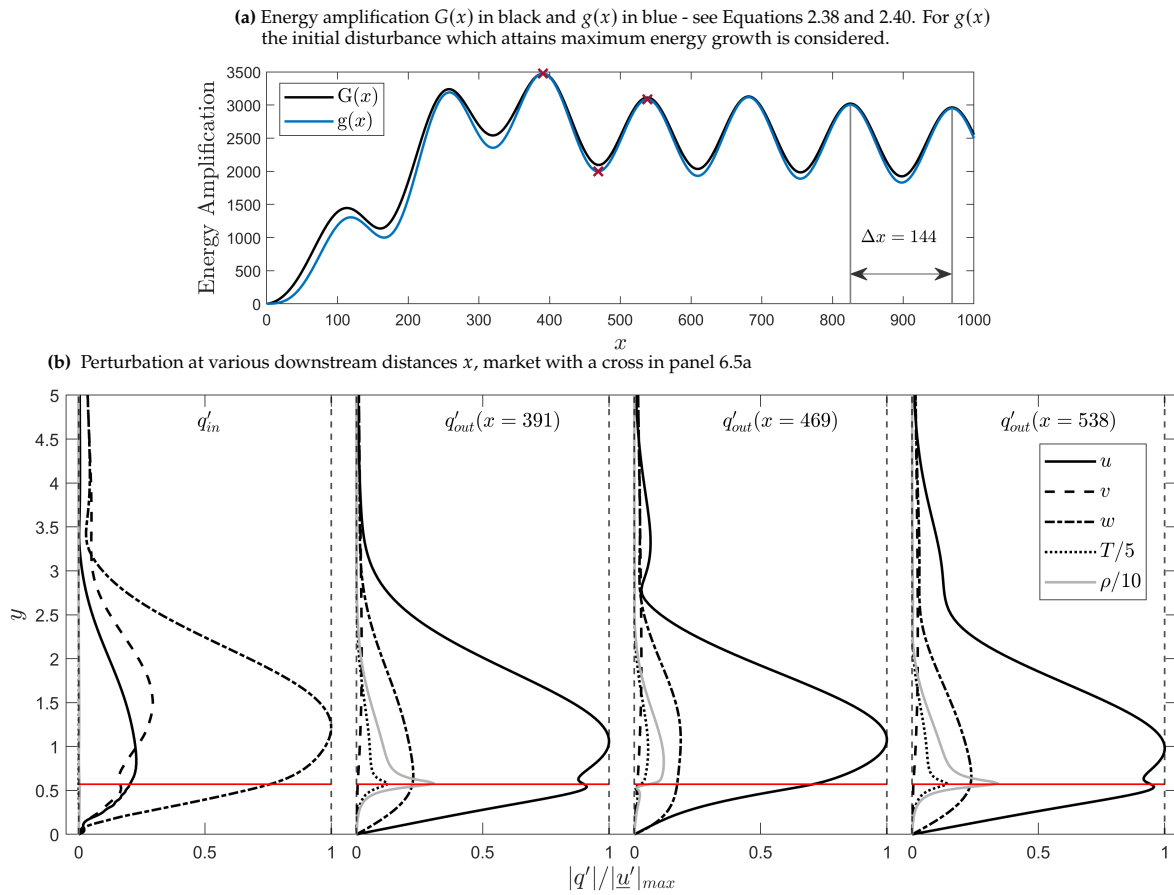 (a) Energy amplification G(x) in black and g(x) in blue - see Equations 2.38 and 2.40. For g(x)
the initial disturbance which attains maximum energy growth is considered.
Energy Amplification
3500
3000
2500
2000
1500
1000
500
0
G(x)
g(x)
Δx = 144
0 100 200 300 400 500 600 700 800 900 1000
x
(b) Perturbation at various downstream distances x, market with a cross in panel 6.5a
y
5
4.5
4
3.5
3
2.5
2
1.5
1
0.5
0
q'in
q'out(x = 391)
q'out(x = 469)
q'out(x = 538)
u
v
w
T/5
ρ/10
0 0.5 1 0 0.5 1 0 0.5 1 0 0.5 1
|q'|/|u'|max